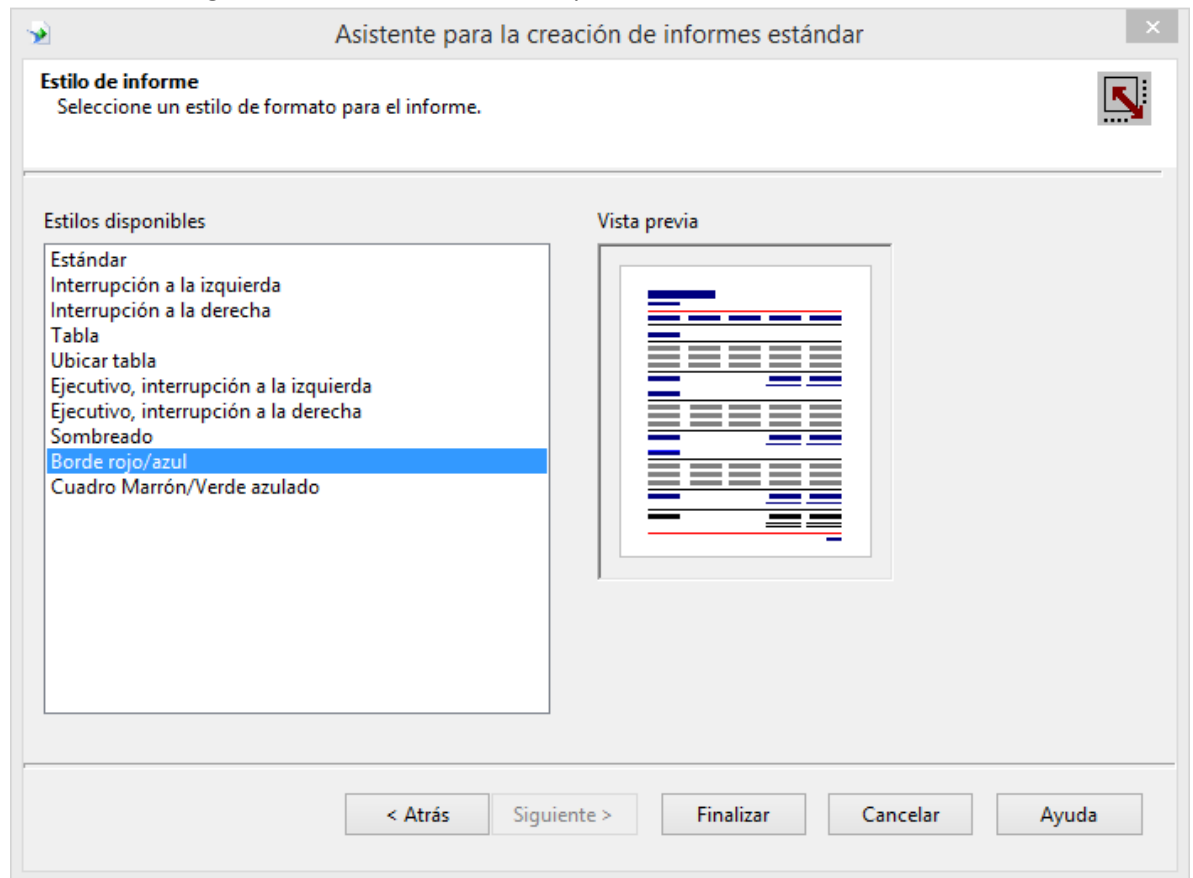 Asistente para la creación de informes estándar
Estilo de informe
Seleccione un estilo de formato para el informe.
Estilos disponibles
Vista previa
Estándar
Interrupción a la izquierda
Interrupción a la derecha
Tabla
Ubicar tabla
Ejecutivo, interrupción a la izquierda
Ejecutivo, interrupción a la derecha
Sombreado
Borde rojo/azul
Cuadro Marrón/Verde azulado
< Atrás
Siguiente >
Finalizar
Cancelar
Ayuda